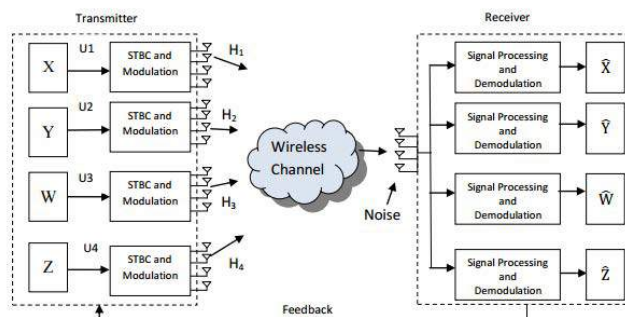 Transmitter
Receiver
X
U1
STBC and
Modulation
H₁
Y
U2
STBC and
Modulation
H₂
W
U3
STBC and
Modulation
H₃
Z
U4
STBC and
Modulation
H₄
Wireless
Channel
Noise
Signal Processing
and
Demodulation
X̂
Signal Processing
and
Demodulation
Ŷ
Signal Processing
and
Demodulation
Ŵ
Signal Processing
and
Demodulation
Ẑ
Feedback